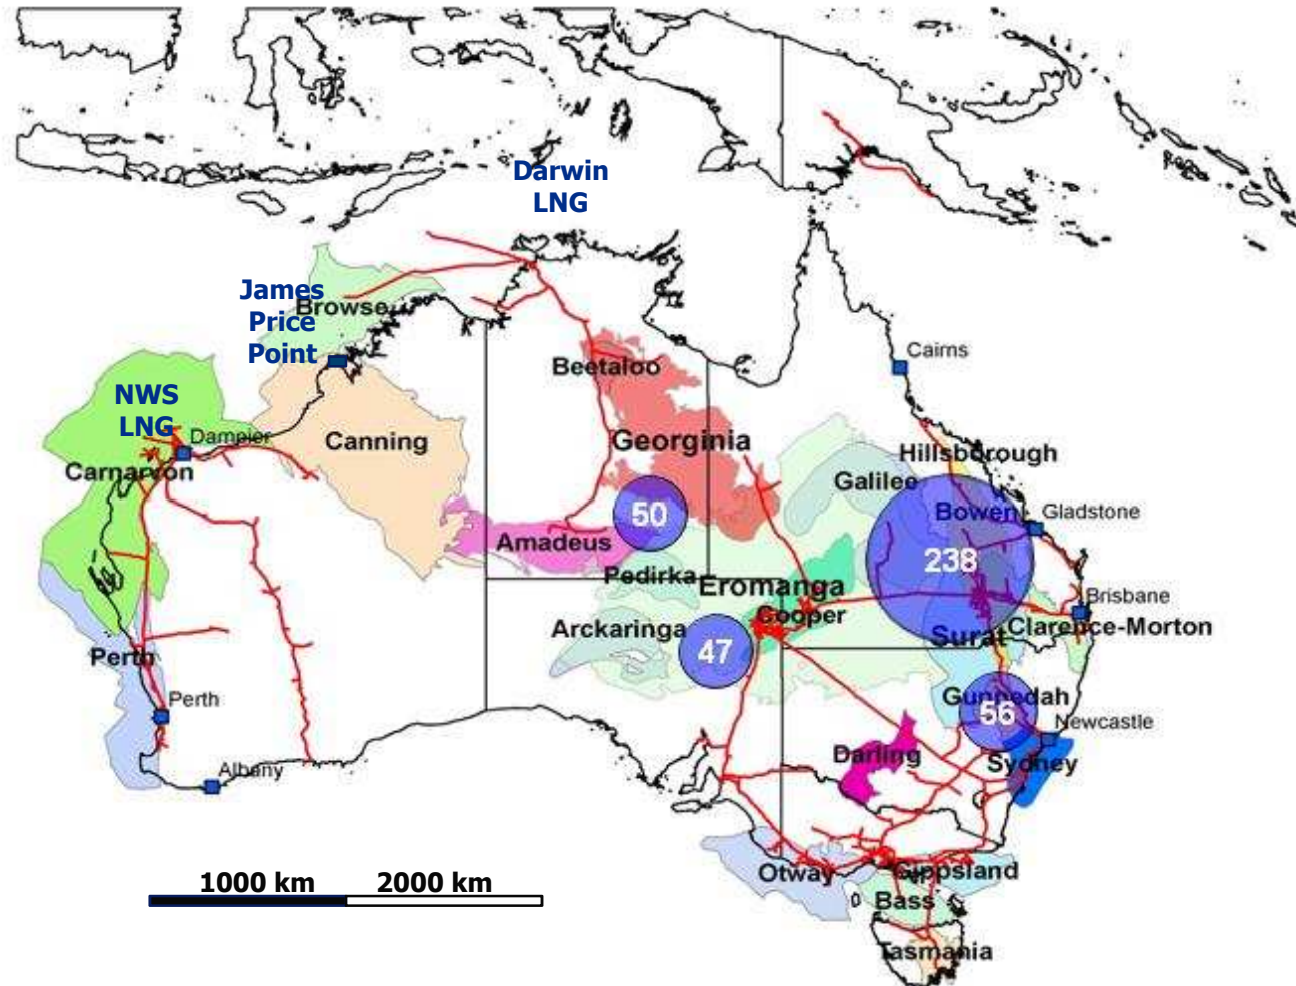 Darwin
LNG
James
Price
Point
Browse
Cairns
Beetaloo
NWS
LNG
Dampier
Canning
Georginia
Hillsborough
Carnarvon
Galilee
50
Bowen
Gladstone
Amadeus
238
Pedirka
Eromanga
Cooper
Brisbane
Arckaringa
Surat
Clarence-Morton
47
Perth
Gunnedah
Perth
56
Newcastle
Darling
Sydney
Albany
Otway
Gippsland
1000 km
2000 km
Bass
Tasmania